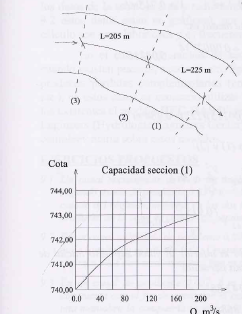 L=205 m
L=225 m
(3)
(2)
(1)
Cota
Capacidad seccion (1)
744,00
743,00
742,00
741,00
740,00
0.0 40 80 120 160 200
Q, m³/s